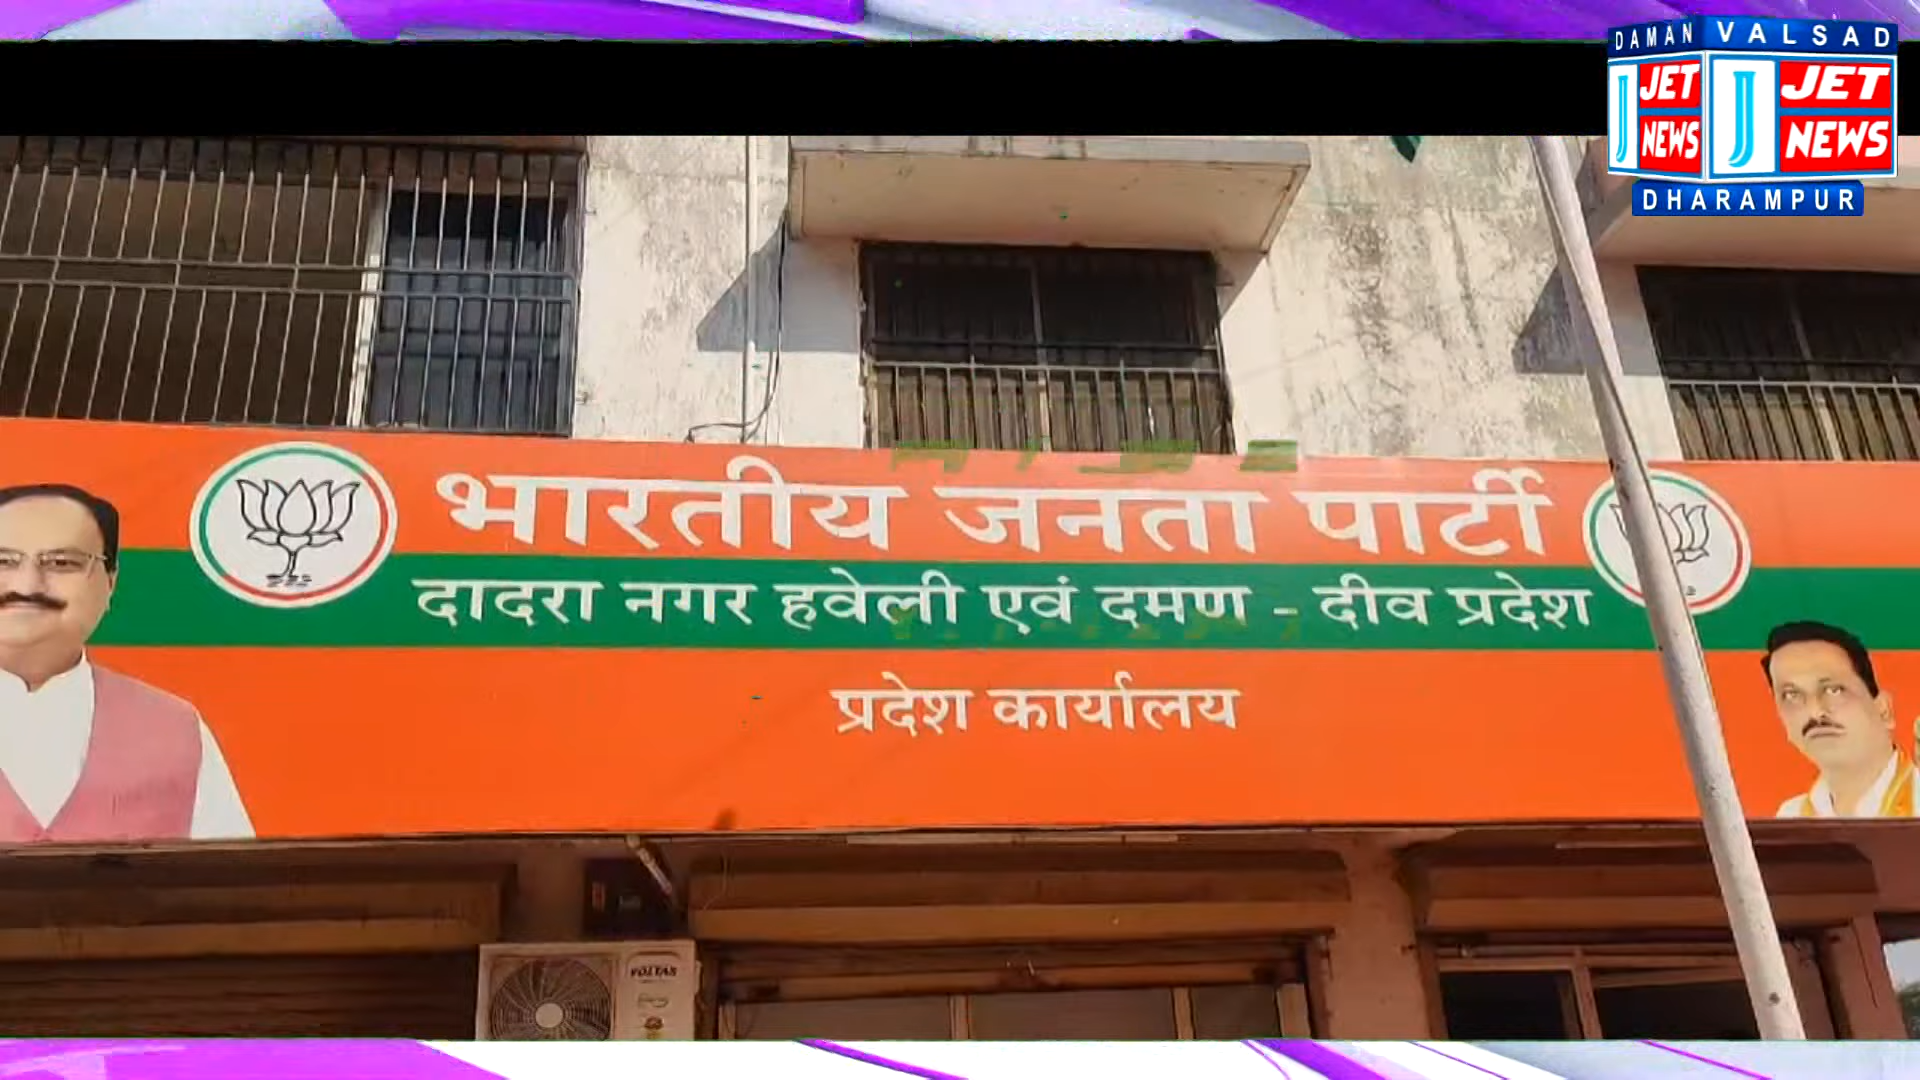 DAMAN VALSAD
JET JET
NEWS NEWS
DHARAMPUR
भारतीय जनता पार्टी
दादरा नगर हवेली एवं दमण - दीव प्रदेश
प्रदेश कार्यालय
VOLTAS